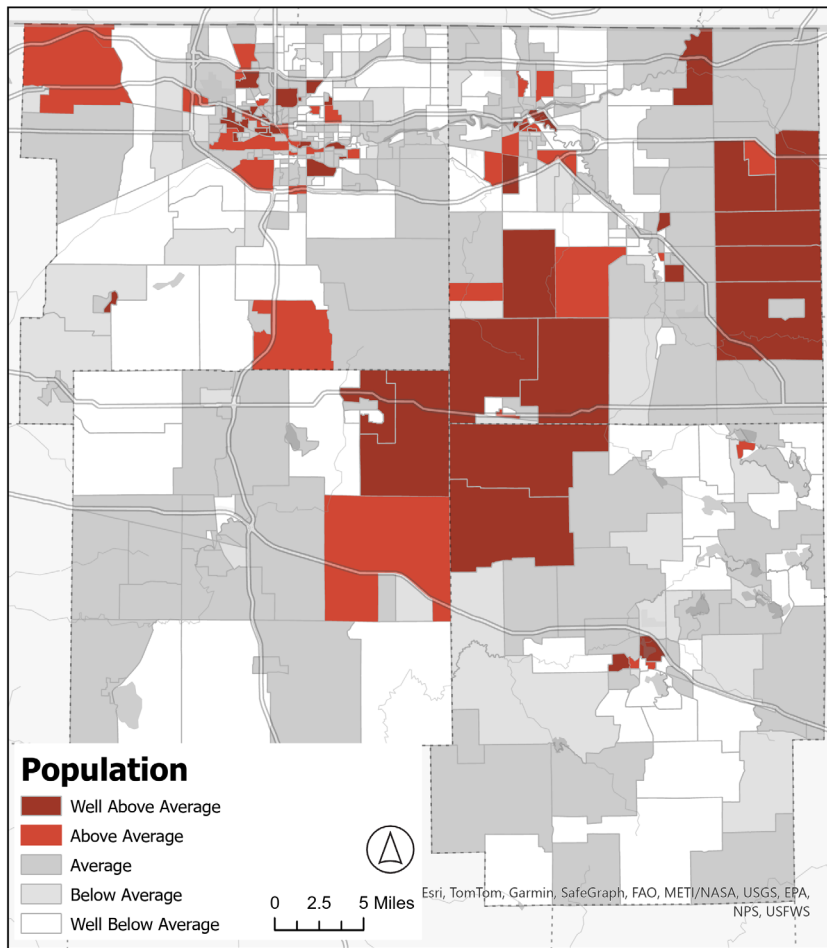 Population
Well Above Average
Above Average
Average
Below Average
Well Below Average
0 2.5 5 Miles
Esri, TomTom, Garmin, SafeGraph, FAO, METI/NASA, USGS, EPA,
NPS, USFWS